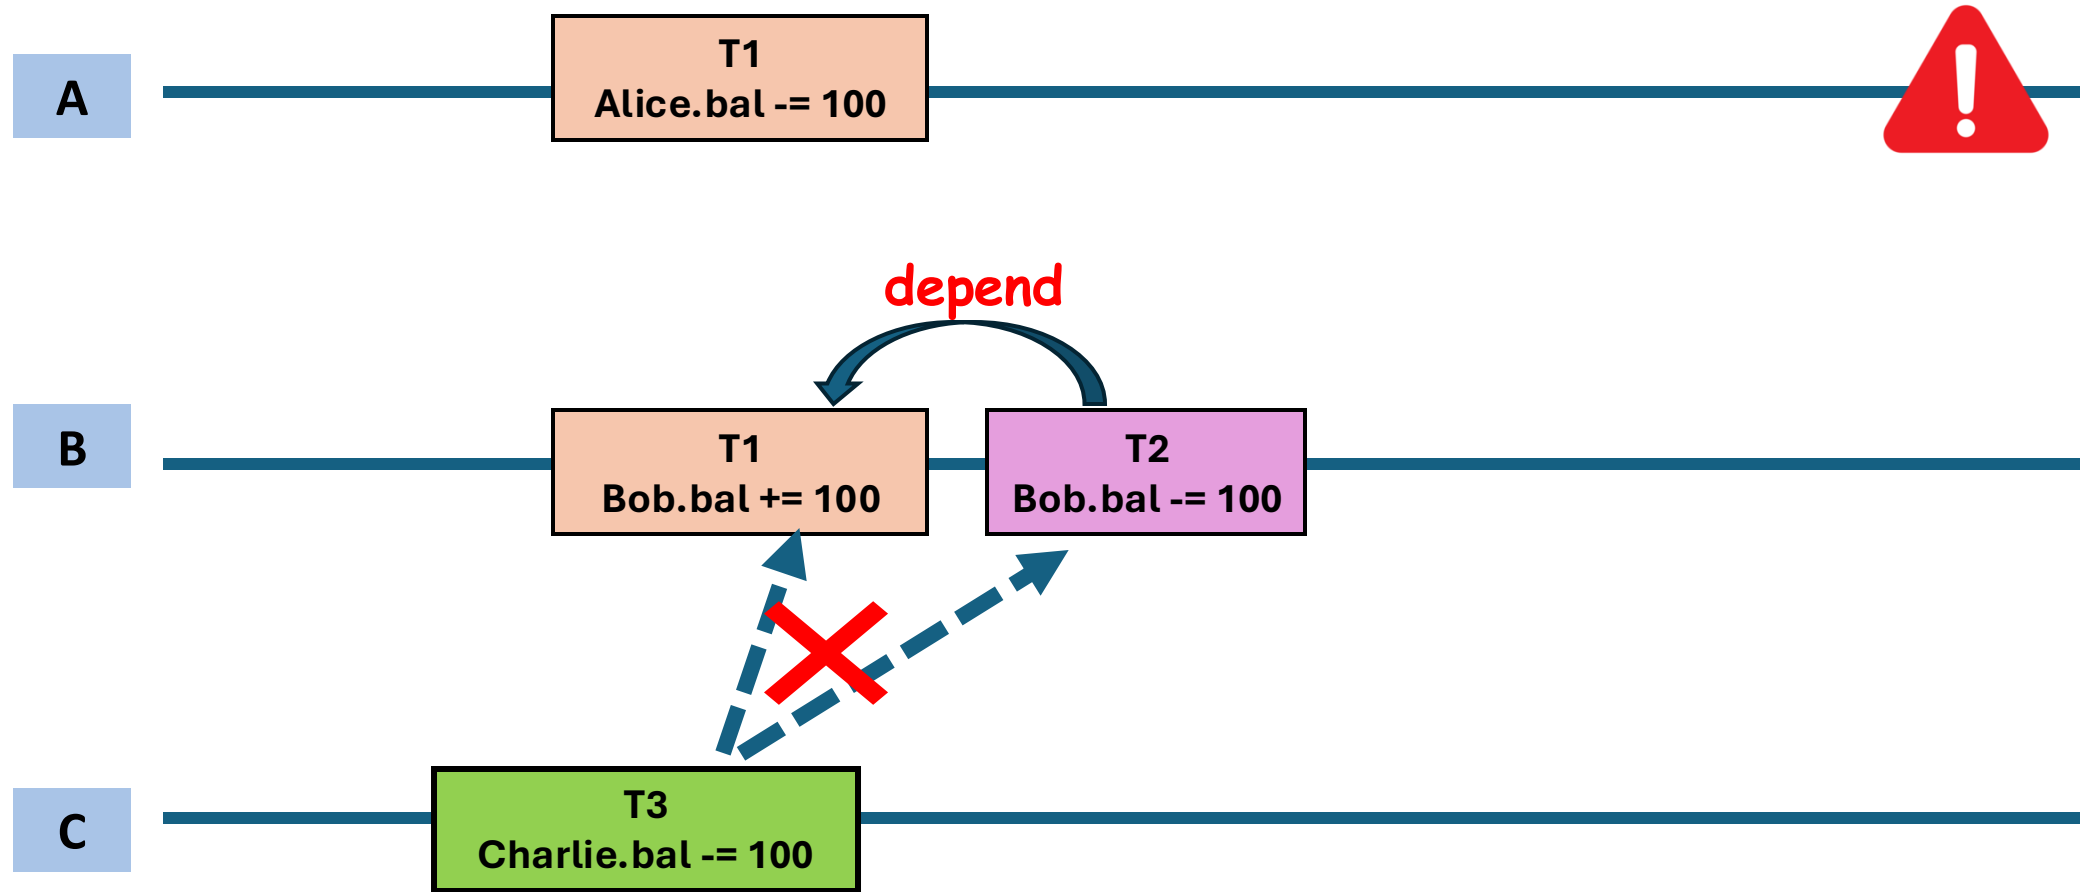 A
T1
Alice.bal -= 100
depend
B
T1
Bob.bal += 100
T2
Bob.bal -= 100
C
T3
Charlie.bal -= 100